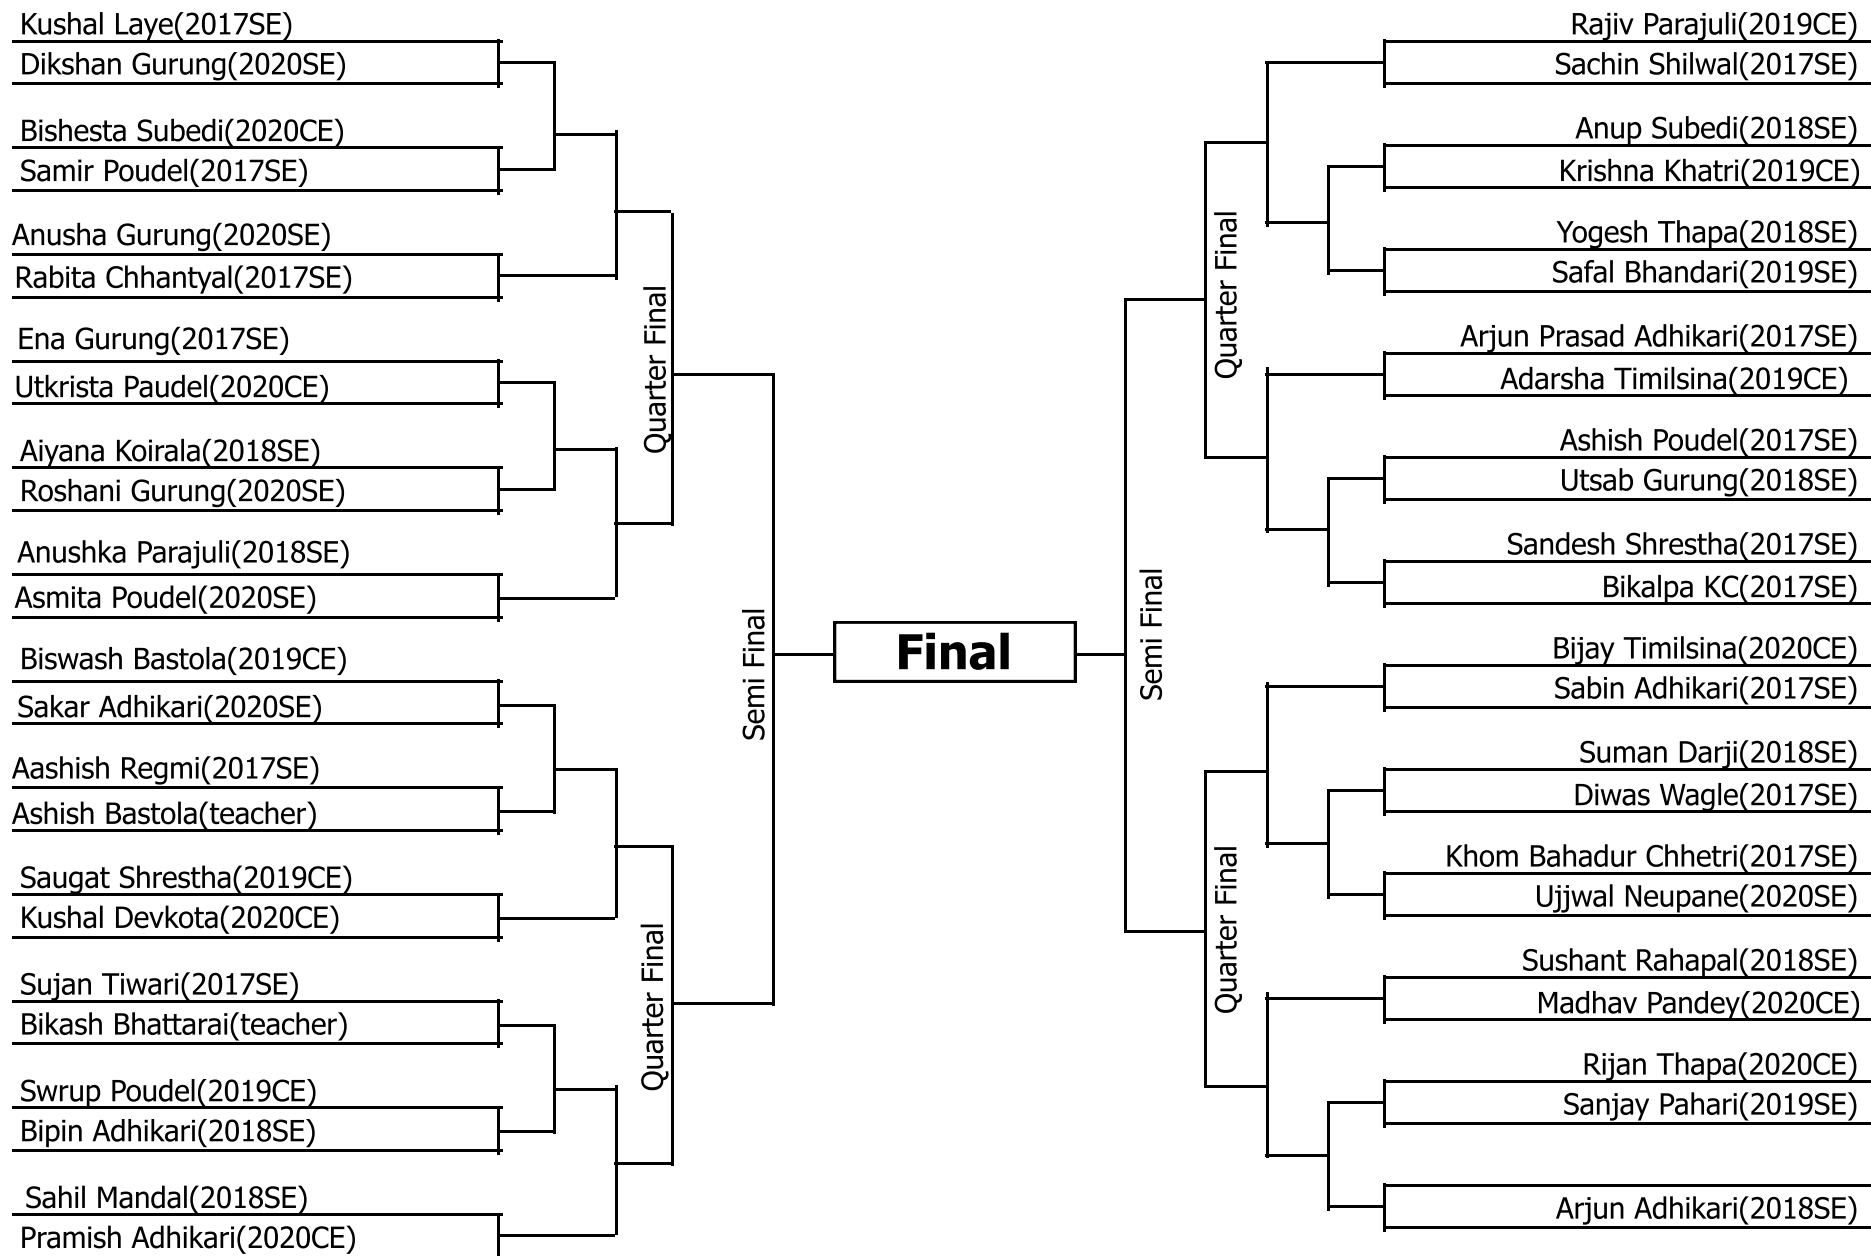 Kushal Laye(2017SE)
Dikshan Gurung(2020SE)
Bishesta Subedi(2020CE)
Samir Poudel(2017SE)
Anusha Gurung(2020SE)
Rabita Chhantyal(2017SE)
Ena Gurung(2017SE)
Utkrista Paudel(2020CE)
Aiyana Koirala(2018SE)
Roshani Gurung(2020SE)
Anushka Parajuli(2018SE)
Asmita Poudel(2020SE)
Biswash Bastola(2019CE)
Sakar Adhikari(2020SE)
Aashish Regmi(2017SE)
Ashish Bastola(teacher)
Saugat Shrestha(2019CE)
Kushal Devkota(2020CE)
Sujan Tiwari(2017SE)
Bikash Bhattarai(teacher)
Swrup Poudel(2019CE)
Bipin Adhikari(2018SE)
Sahil Mandal(2018SE)
Pramish Adhikari(2020CE)
Quarter Final
Quarter Final
Semi Final
Final
Semi Final
Quarter Final
Quarter Final
Rajiv Parajuli(2019CE)
Sachin Shilwal(2017SE)
Anup Subedi(2018SE)
Krishna Khatri(2019CE)
Yogesh Thapa(2018SE)
Safal Bhandari(2019SE)
Arjun Prasad Adhikari(2017SE)
Adarsha Timilsina(2019CE)
Ashish Poudel(2017SE)
Utsab Gurung(2018SE)
Sandesh Shrestha(2017SE)
Bikalpa KC(2017SE)
Bijay Timilsina(2020CE)
Sabin Adhikari(2017SE)
Suman Darji(2018SE)
Diwas Wagle(2017SE)
Khom Bahadur Chhetri(2017SE)
Ujjwal Neupane(2020SE)
Sushant Rahapal(2018SE)
Madhav Pandey(2020CE)
Rijan Thapa(2020CE)
Sanjay Pahari(2019SE)
Arjun Adhikari(2018SE)